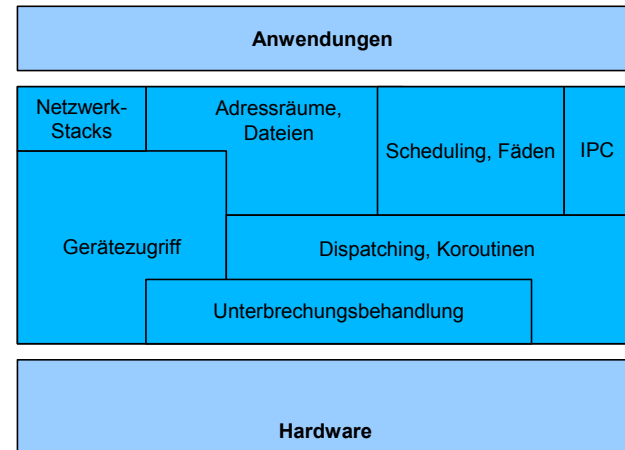 Anwendungen
Netzwerk-
Stacks
Adressräume,
Dateien
Scheduling, Fäden
IPC
Gerätezugriff
Dispatching, Koroutinen
Unterbrechungsbehandlung
Hardware